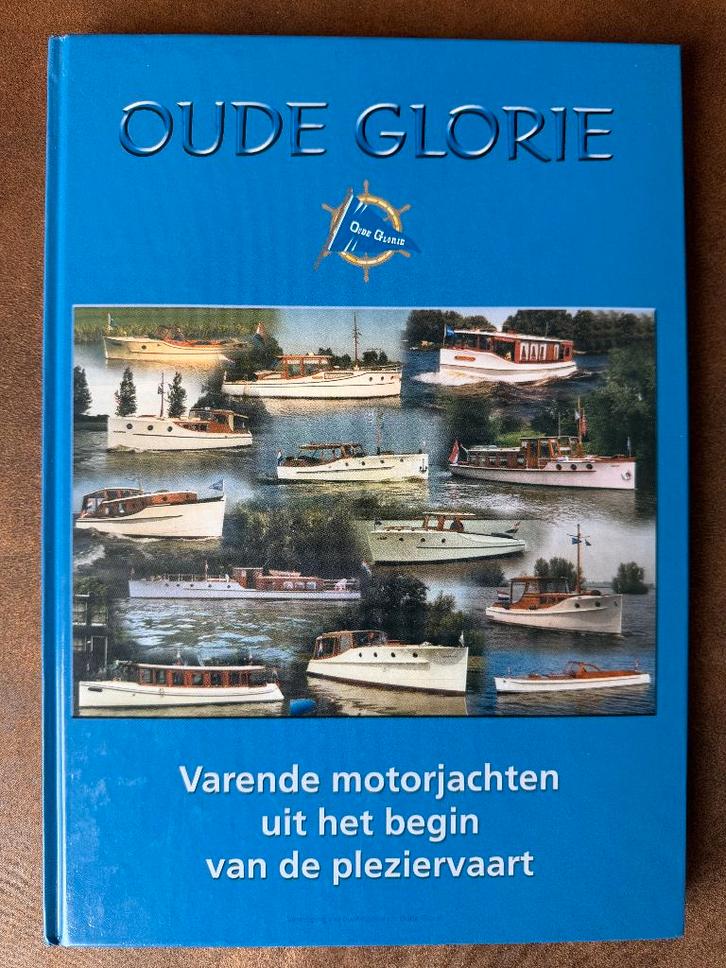 OUDE GLORIE
OUDE GLORIE
Varende motorjachten
uit het begin
van de pleziervaart